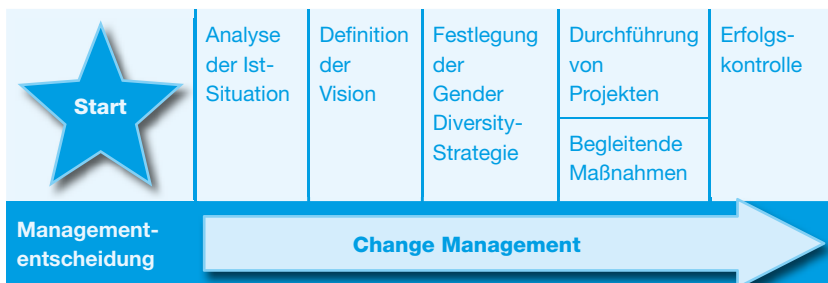 Start
Analyse
der Ist-
Situation
Definition
der
Vision
Festlegung
der
Gender
Diversity-
Strategie
Durchführung
von
Projekten
Begleitende
Maßnahmen
Erfolgs-
kontrolle
Management-
entscheidung
Change Management